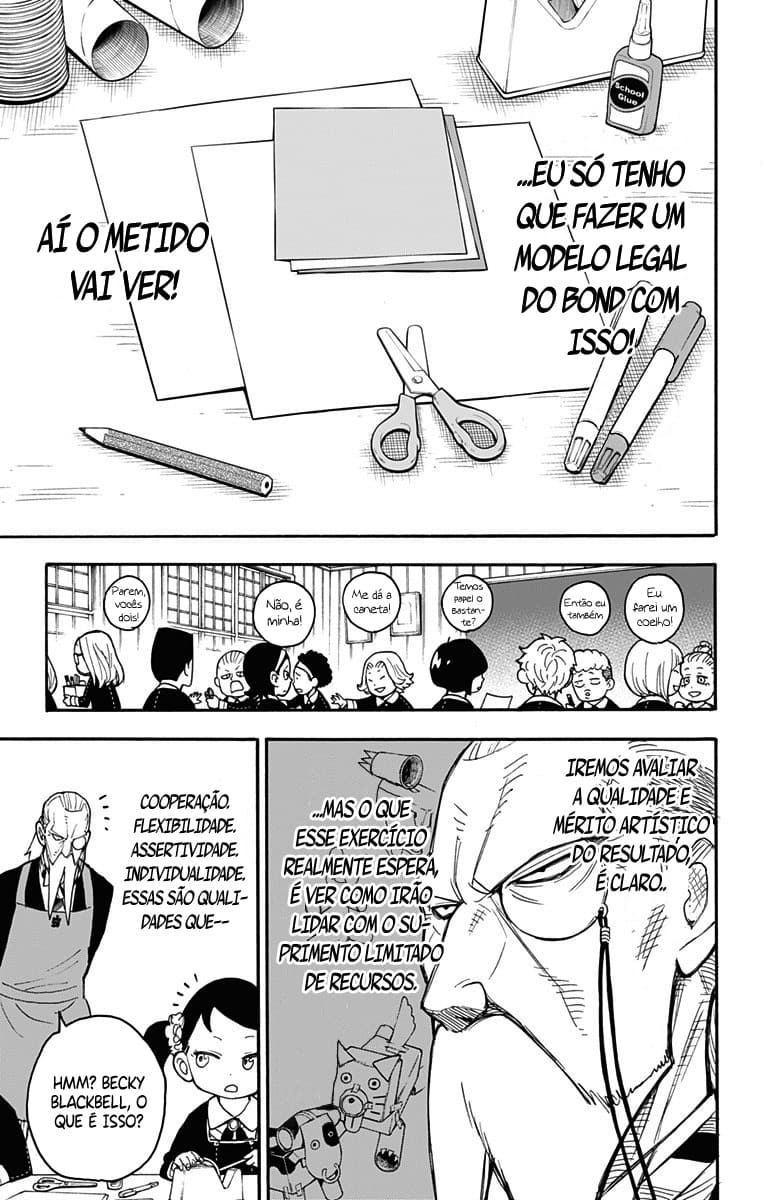 School
Glue
...EU SÓ TENHO
QUE FAZER UM
MODELO LEGAL
DO BOND COM
ISSO!
AÍ O METIDO
VAI VER!
Eu
farei um
coelho!
Então eu
também
Temos
papel o
bastan-
te?
Me dá a
caneta!
Não, é
minha!
Parem,
vocês
dois!
IREMOS AVALIAR
A QUALIDADE E
MÉRITO ARTÍSTICO
DO RESULTADO,
É CLARO..
...MAS O QUE
ESSE EXERCÍCIO
REALMENTE ESPERA,
É VER COMO IRÃO
LIDAR COM O SU-
PRIMENTO LIMITADO
DE RECURSOS.
COOPERAÇÃO.
FLEXIBILIDADE.
ASSERTIVIDADE.
INDIVIDUALIDADE.
ESSAS SÃO QUALI-
DADES QUE--
HMM? BECKY
BLACKBELL, O
QUE É ISSO?